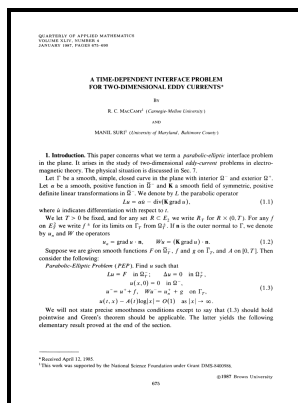 QUARTERLY OF APPLIED MATHEMATICS
VOLUME XLIV, NUMBER 4
JANUARY 1987, PAGES 675–690
A TIME-DEPENDENT INTERFACE PROBLEM
FOR TWO-DIMENSIONAL EDDY CURRENTS*
BY
R. C. MACCAMY¹ (Carnegie-Mellon University)
AND
MANIL SURI¹ (University of Maryland, Baltimore County)
1. Introduction. This paper concerns what we term a parabolic-elliptic interface problem
in the plane. It arises in the study of two-dimensional eddy-current problems in electro-
magnetic theory. The physical situation is discussed in Sec. 7.
Let Γ be a smooth, simple, closed curve in the plane with interior Ω⁻ and exterior Ω⁺.
Let α be a smooth, positive function in Ω̄⁻ and K a smooth field of symmetric, positive
definite linear transformations in Ω̄⁻. We denote by L the parabolic operator
Lu = αu̇ − div(K grad u), (1.1)
where u̇ indicates differentiation with respect to t.
We let T > 0 be fixed, and for any set R ⊂ E₂ we write R_T for R × (0, T). For any f
on E₂ᵀ we write f^± for its limits on Γ_T from Ω_T^±. If n is the outer normal to Γ, we denote
by uₙ and W the operators
uₙ = grad u · n, Wu = (K grad u) · n. (1.2)
Suppose we are given smooth functions F on Ω̄_T⁻, f and g on Γ̄_T, and A on [0, T]. Then
consider the following:
Parabolic-Elliptic Problem (PEP). Find u such that
Lu = F in Ω_T⁻; Δu = 0 in Ω_T⁺,
u(x, 0) = 0 in Ω⁻,
u⁻ = u⁺ + f, Wu⁻ = uₙ⁺ + g on Γ_T, (1.3)
u(t, x) − A(t)log|x| = O(1) as |x| → ∞.
We will not state precise smoothness conditions except to say that (1.3) should hold
pointwise and Green's theorem should be applicable. The latter yields the following
elementary result proved at the end of the section.
*Received April 12, 1985.
¹This work was supported by the National Science Foundation under Grant DMS-8403986.
©1987 Brown University
675